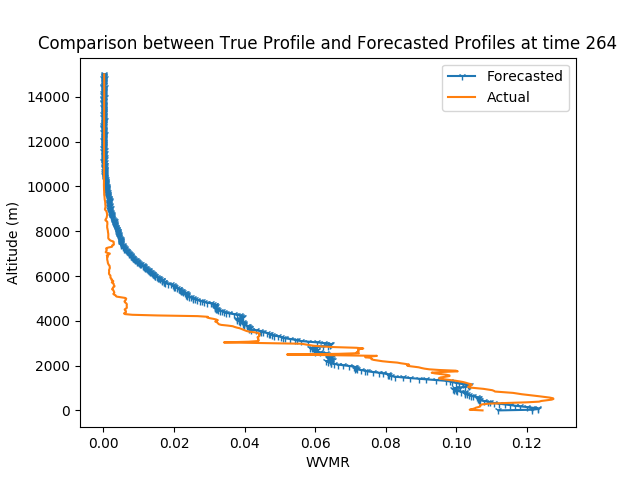 Comparison between True Profile and Forecasted Profiles at time 264
Forecasted
Actual
Altitude (m)
14000
12000
10000
8000
6000
4000
2000
0
0.00 0.02 0.04 0.06 0.08 0.10 0.12
WVMR